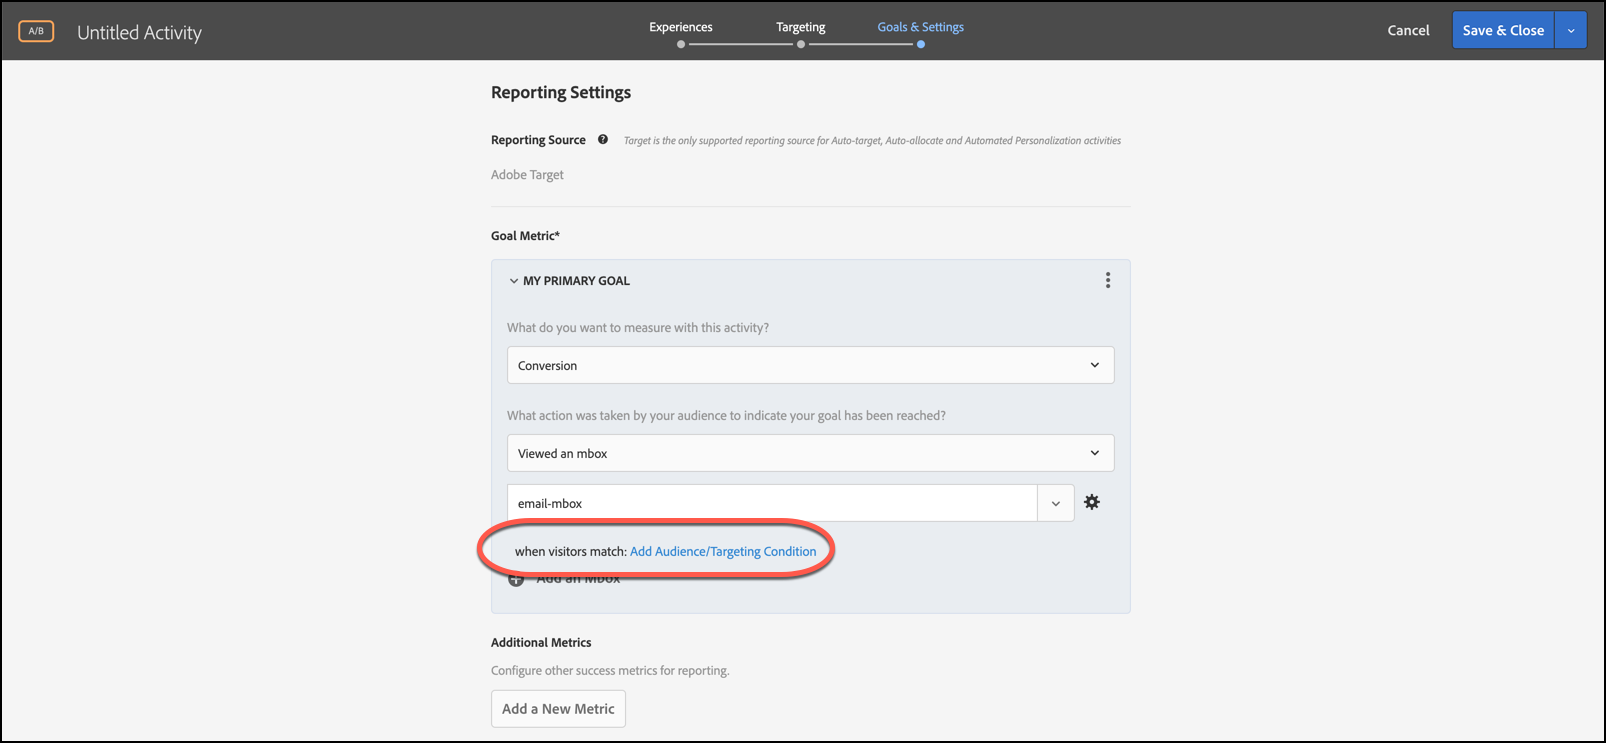 A/B
Untitled Activity
Experiences
Targeting
Goals & Settings
Cancel
Save & Close
Reporting Settings
Reporting Source ? Target is the only supported reporting source for Auto-target, Auto-allocate and Automated Personalization activities
Adobe Target
Goal Metric*
MY PRIMARY GOAL
What do you want to measure with this activity?
Conversion
What action was taken by your audience to indicate your goal has been reached?
Viewed an mbox
email-mbox
when visitors match: Add Audience/Targeting Condition
Add an Mbox
Additional Metrics
Configure other success metrics for reporting.
Add a New Metric